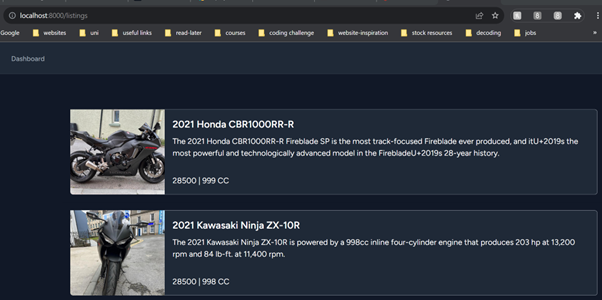 localhost:8000/listings
Google websites uni useful links read-later courses coding challenge website-inspiration stock resources decoding jobs »
Dashboard
2021 Honda CBR1000RR-R
The 2021 Honda CBR1000RR-R Fireblade SP is the most track-focused Fireblade ever produced, and itU+2019s the
most powerful and technologically advanced model in the FirebladeU+2019s 28-year history.
28500 | 999 CC
2021 Kawasaki Ninja ZX-10R
The 2021 Kawasaki Ninja ZX-10R is powered by a 998cc inline four-cylinder engine that produces 203 hp at 13,200
rpm and 84 lb-ft. at 11,400 rpm.
28500 | 998 CC